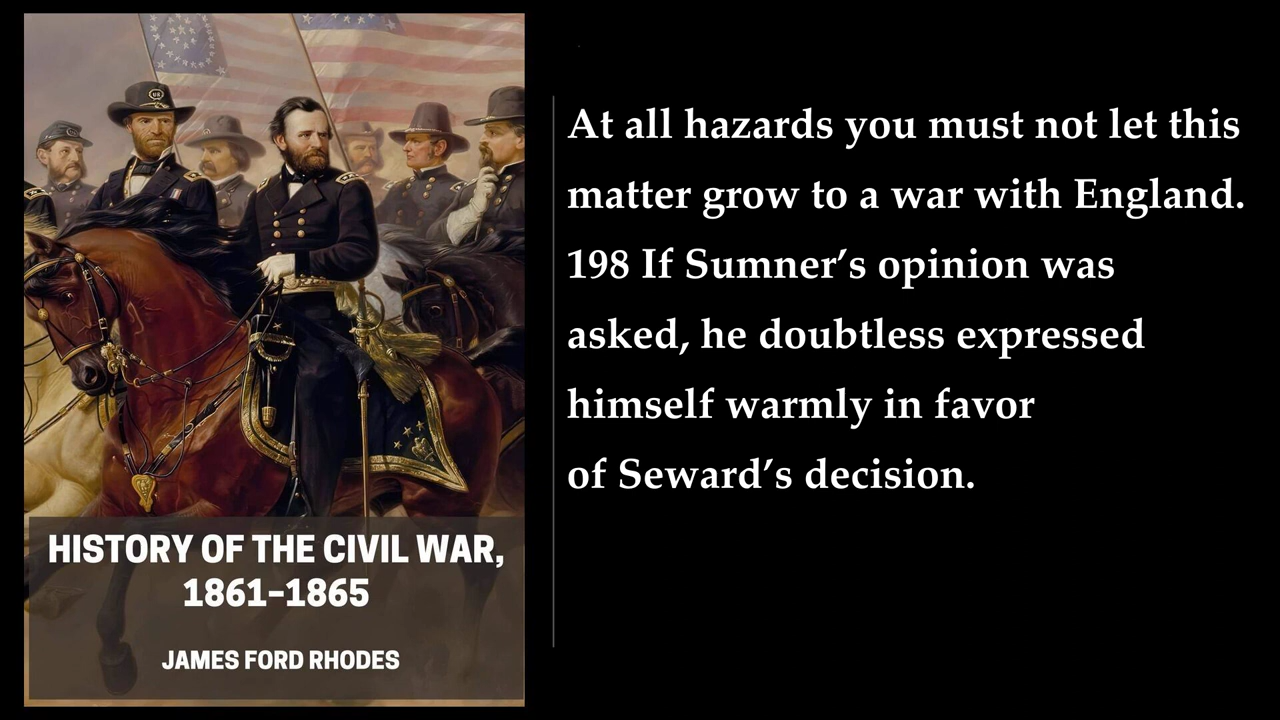 HISTORY OF THE CIVIL WAR,
1861–1865
JAMES FORD RHODES
At all hazards you must not let this
matter grow to a war with England.
198 If Sumner’s opinion was
asked, he doubtless expressed
himself warmly in favor
of Seward’s decision.